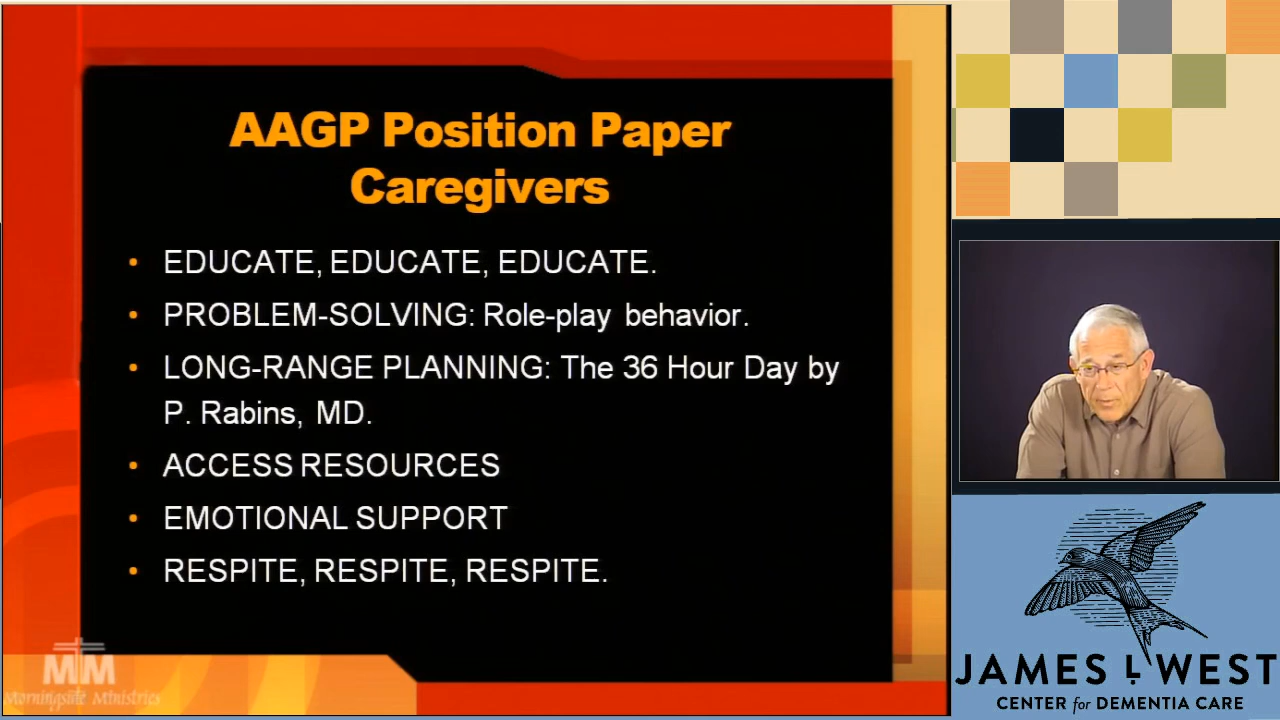 AAGP Position Paper
Caregivers
• EDUCATE, EDUCATE, EDUCATE.
• PROBLEM-SOLVING: Role-play behavior.
• LONG-RANGE PLANNING: The 36 Hour Day by
P. Rabins, MD.
• ACCESS RESOURCES
• EMOTIONAL SUPPORT
• RESPITE, RESPITE, RESPITE.
MM
Morningside Ministries
JAMES L WEST
CENTER for DEMENTIA CARE